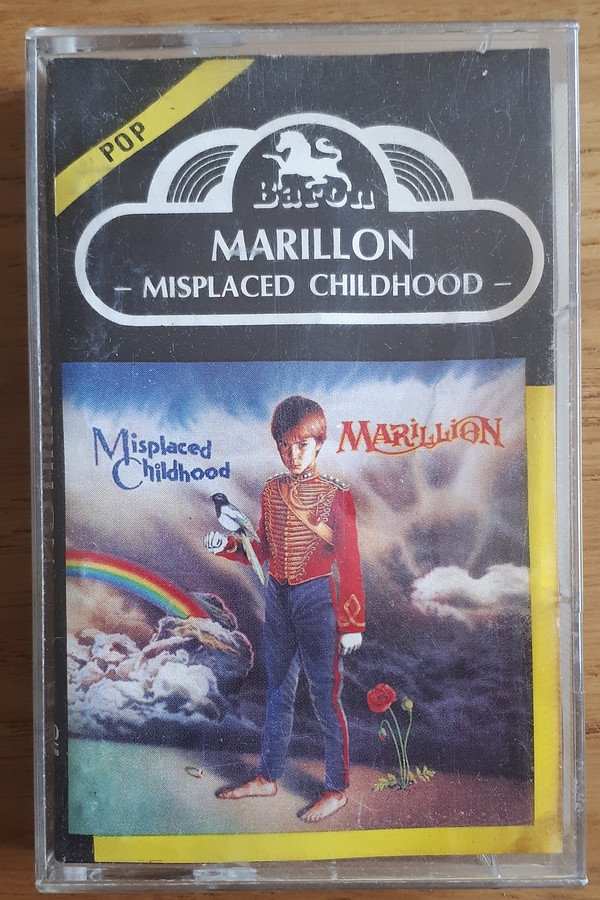 POP
Baron
MARILLON
– MISPLACED CHILDHOOD –
Misplaced
Childhood
MARILLION